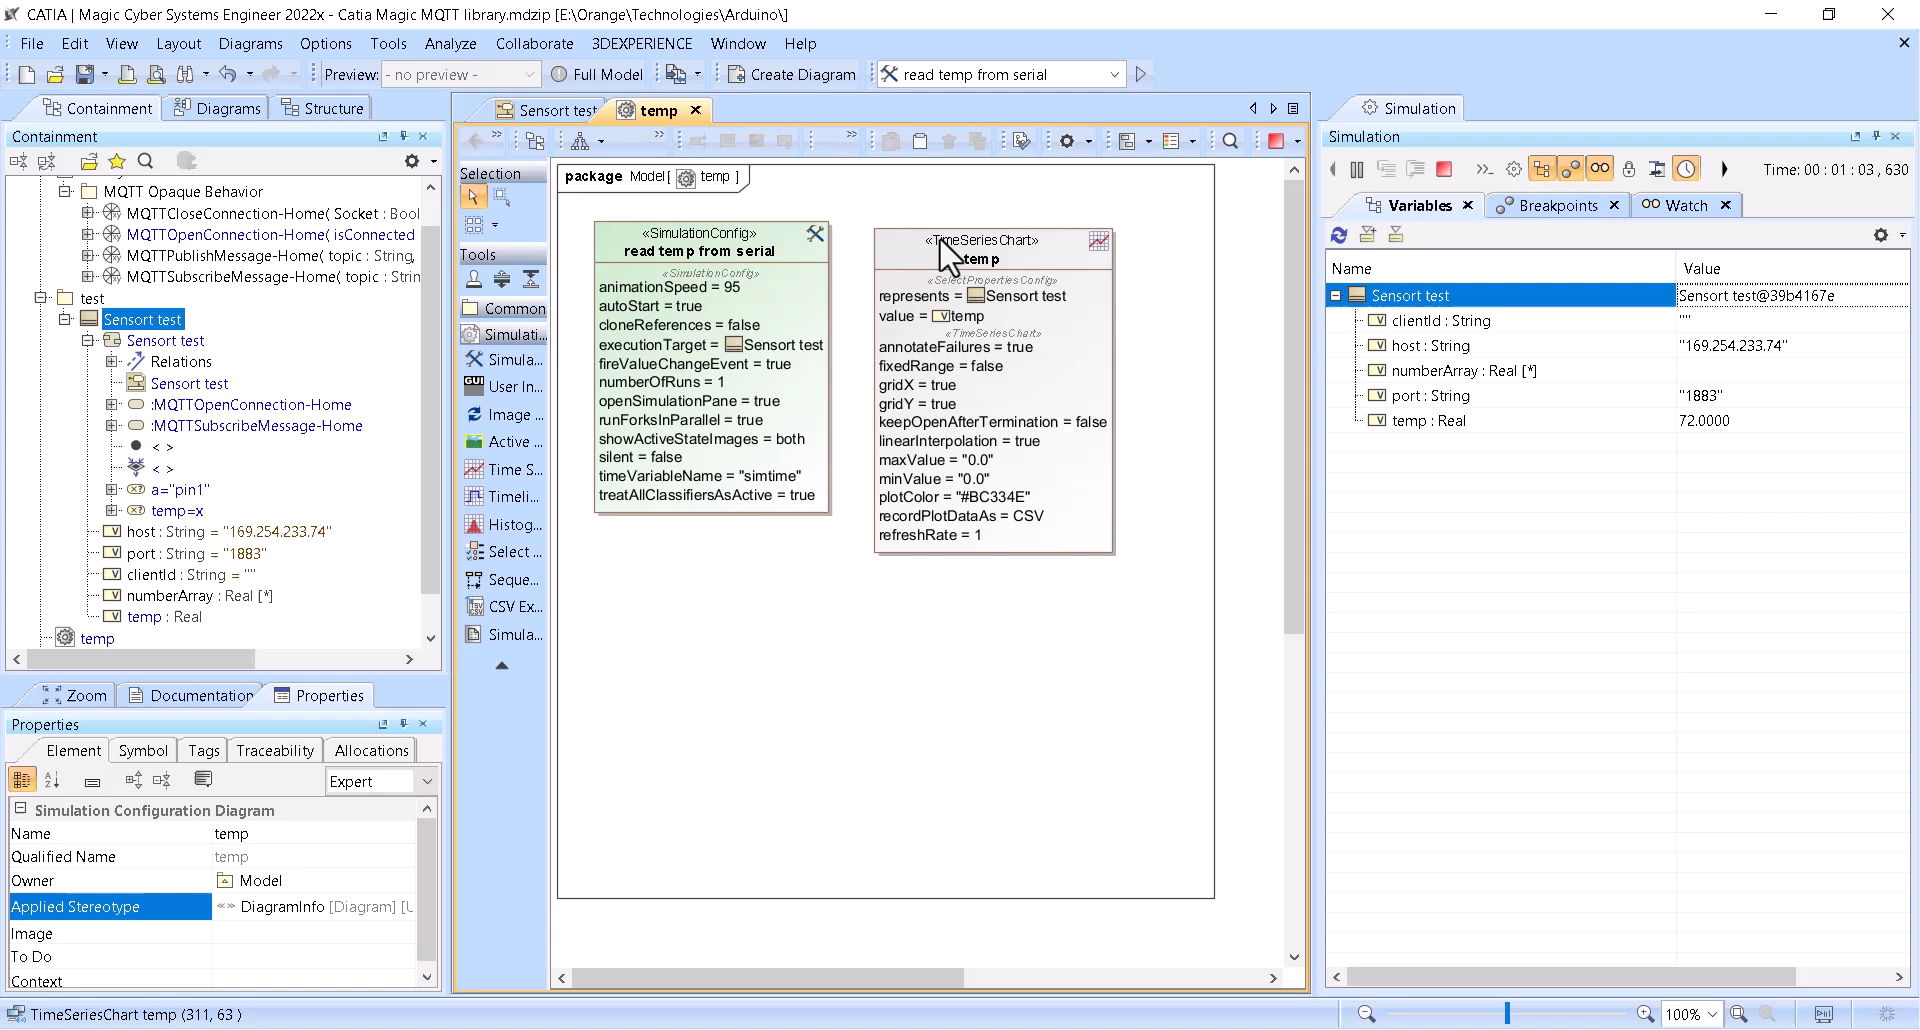 CATIA | Magic Cyber Systems Engineer 2022x - Catia Magic MQTT library.mdzip [E:\Orange\Technologies\Arduino\]
File Edit View Layout Diagrams Options Tools Analyze Collaborate 3DEXPERIENCE Window Help
Preview: - no preview - Full Model Create Diagram read temp from serial
Containment Diagrams Structure
Containment
MQTT Opaque Behavior
MQTTCloseConnection-Home( Socket : Bool
MQTTOpenConnection-Home( isConnected
MQTTPublishMessage-Home( topic : String,
MQTTSubscribeMessage-Home( topic : Strin
test
Sensort test
Sensort test
Relations
Sensort test
:MQTTOpenConnection-Home
:MQTTSubscribeMessage-Home
< >
< >
a="pin1"
temp=x
host : String = "169.254.233.74"
port : String = "1883"
clientId : String = ""
numberArray : Real [*]
temp : Real
temp
Zoom Documentation Properties
Properties
Element Symbol Tags Traceability Allocations
Expert
Simulation Configuration Diagram
Name temp
Qualified Name temp
Owner Model
Applied Stereotype «» DiagramInfo [Diagram] [U
Image
To Do
Context
Sensort test temp
Selection
Tools
Common
Simulati...
Simula...
GUI User In...
Image ...
Active ...
Time S...
Timeli...
Histog...
Select ...
Seque...
CSV Ex...
Simula...
package Model[ temp ]
«SimulationConfig»
read temp from serial
«SimulationConfig»
animationSpeed = 95
autoStart = true
cloneReferences = false
executionTarget = Sensort test
fireValueChangeEvent = true
numberOfRuns = 1
openSimulationPane = true
runForksInParallel = true
showActiveStateImages = both
silent = false
timeVariableName = "simtime"
treatAllClassifiersAsActive = true
«TimeSeriesChart»
temp
«SelectPropertiesConfig»
represents = Sensort test
value = temp
«TimeSeriesChart»
annotateFailures = true
fixedRange = false
gridX = true
gridY = true
keepOpenAfterTermination = false
linearInterpolation = true
maxValue = "0.0"
minValue = "0.0"
plotColor = "#BC334E"
recordPlotDataAs = CSV
refreshRate = 1
Simulation
Simulation
Time: 00 : 01 : 03 , 630
Variables Breakpoints Watch
Name Value
Sensort test Sensort test@39b4167e
clientId : String ""
host : String "169.254.233.74"
numberArray : Real [*]
port : String "1883"
temp : Real 72.0000
TimeSeriesChart temp (311, 63 )
100%